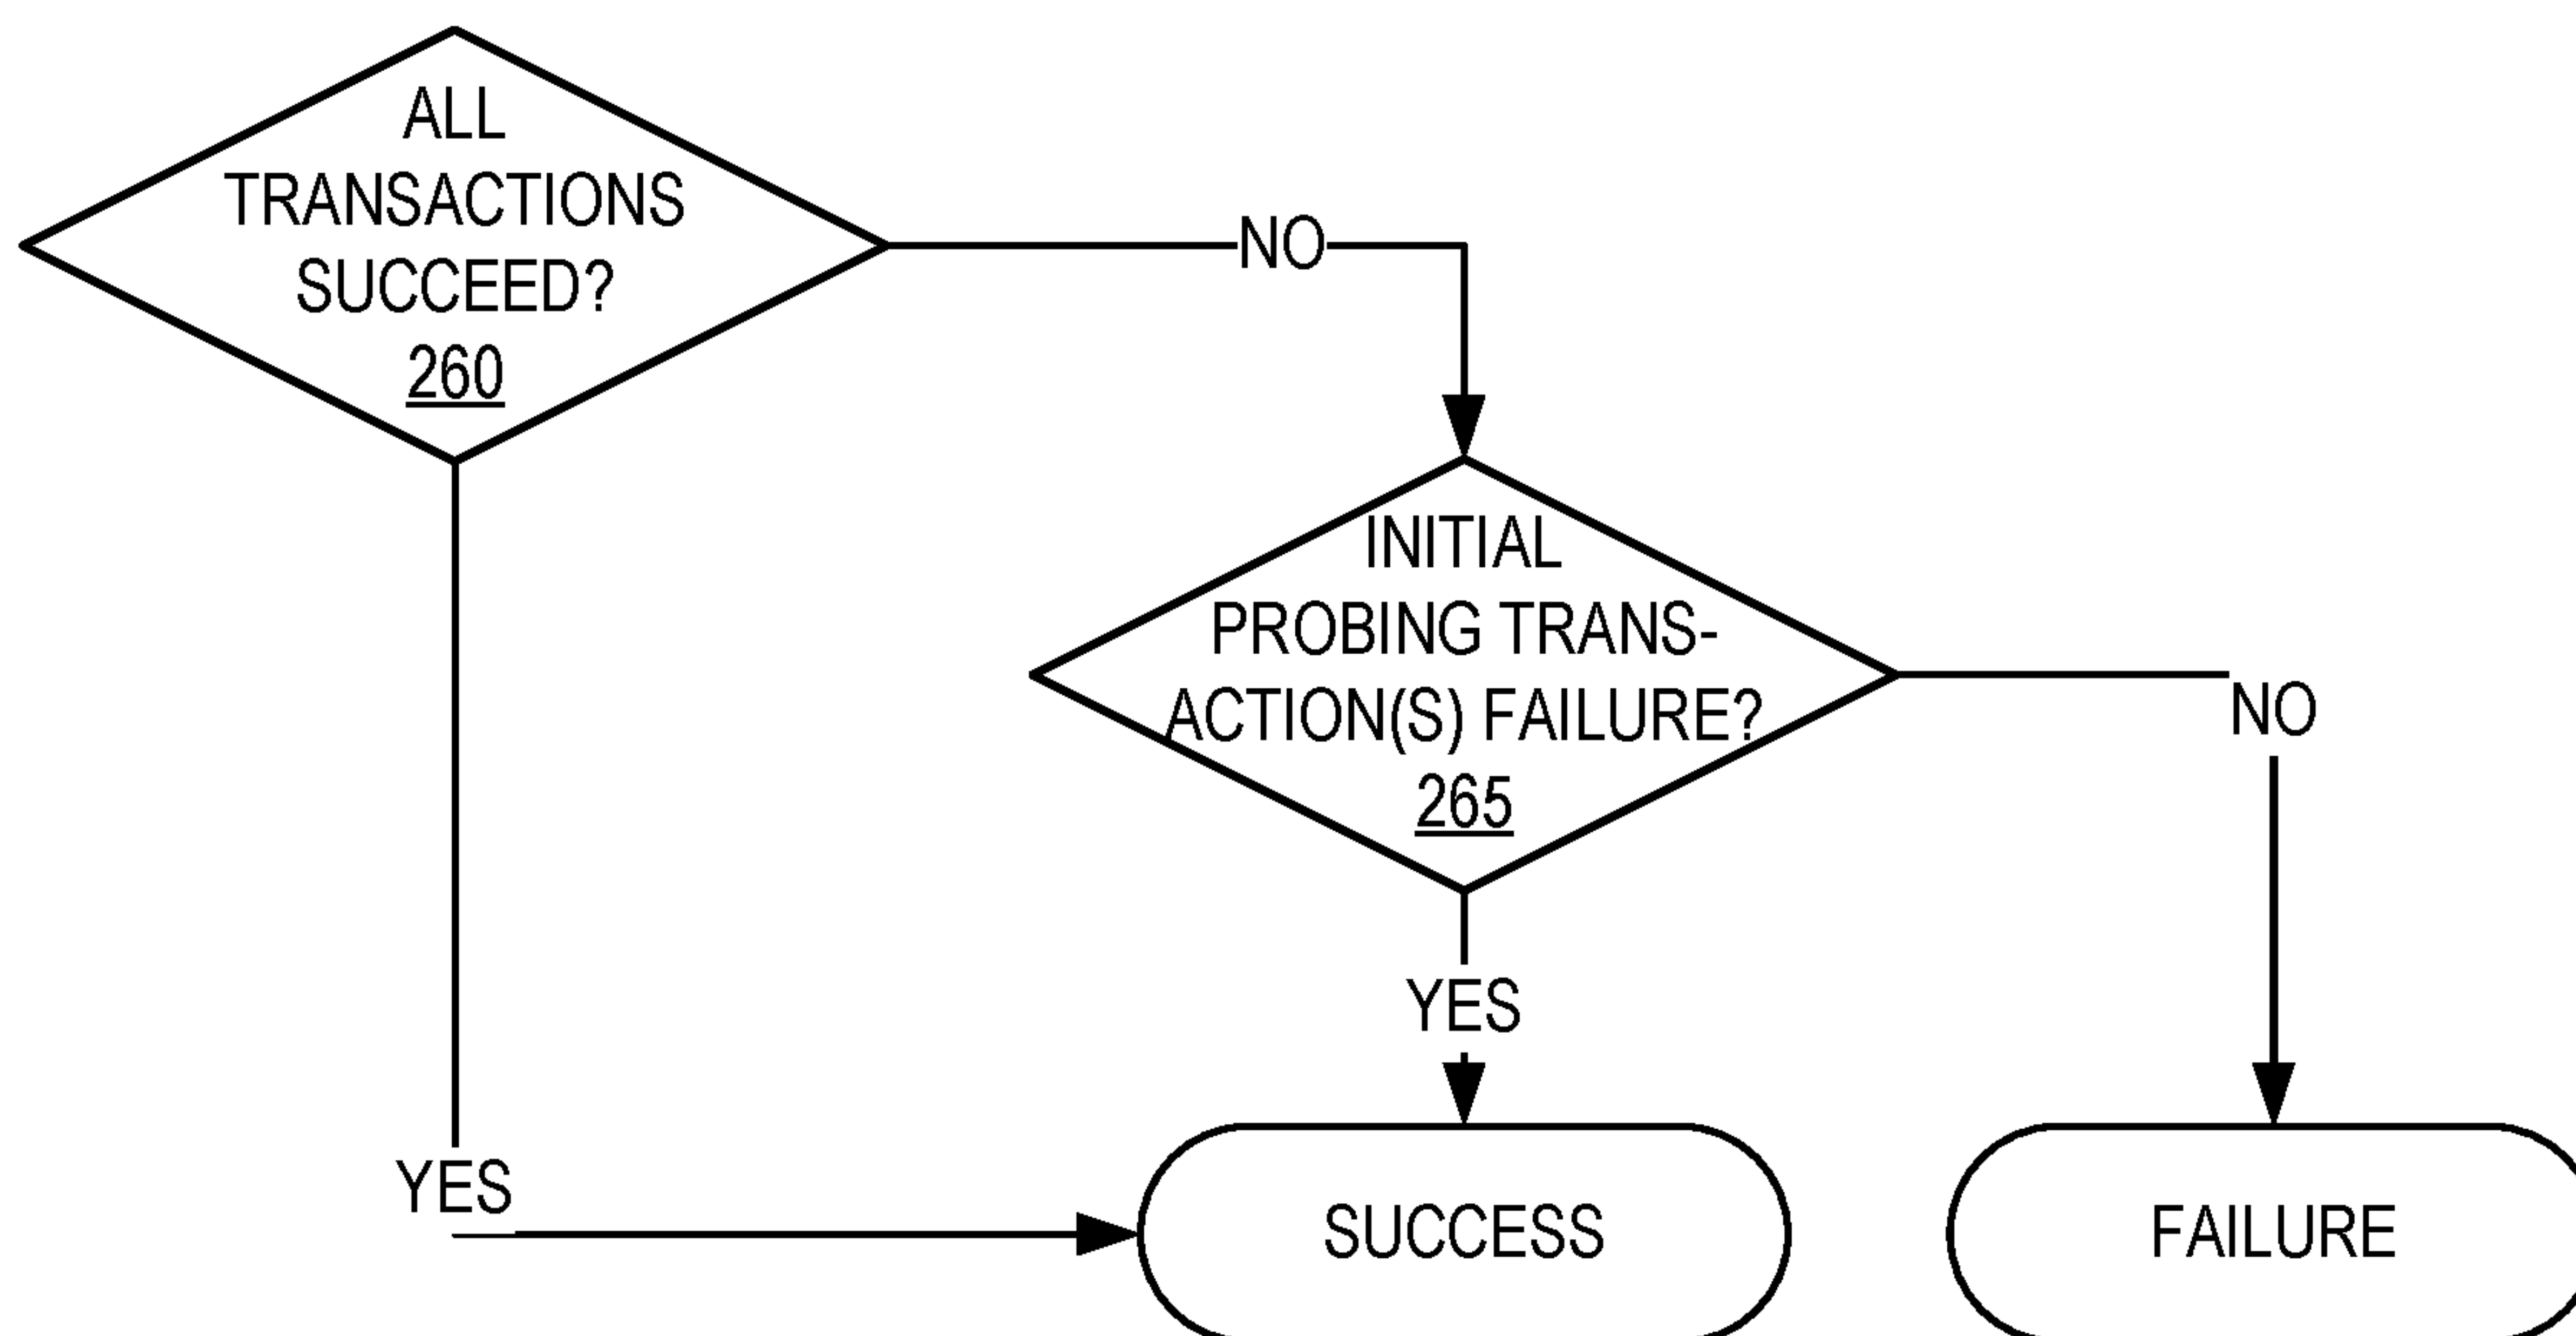 ALL
TRANSACTIONS
SUCCEED?
260
NO
INITIAL
PROBING TRANS-
ACTION(S) FAILURE?
265
NO
YES
YES
SUCCESS
FAILURE